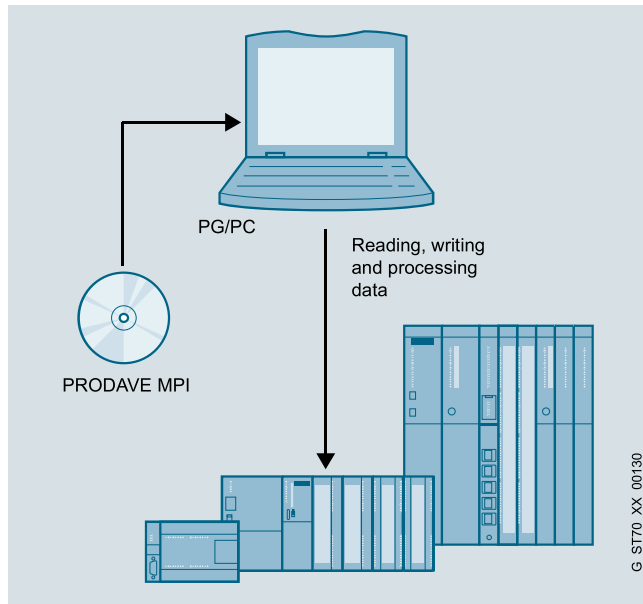 PG/PC
Reading, writing
and processing
data
PRODAVE MPI
G_ST70_XX_00130